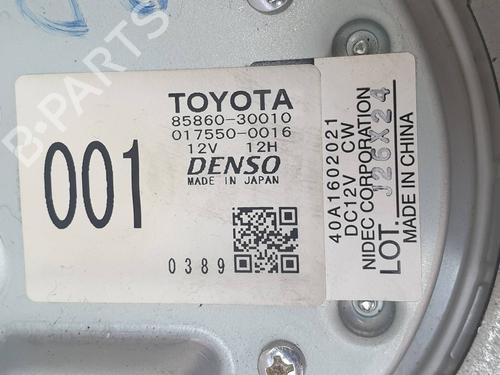 001
TOYOTA
85860-30010
017550-0016
12V 12H
DENSO
MADE IN JAPAN
0389
40A1602021
DC12V CW
NIDEC CORPORATION
LOT. J26X24
MADE IN CHINA
B-PARTS